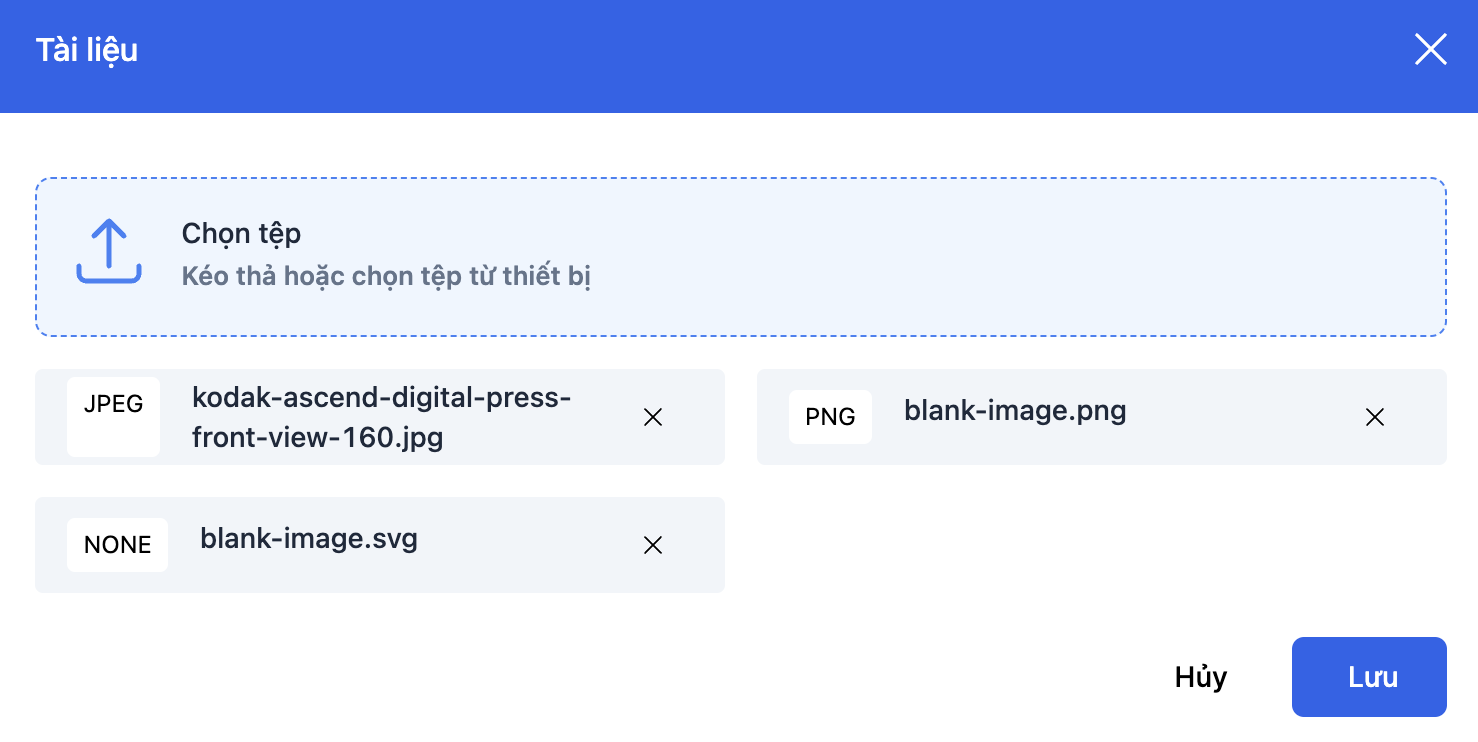 Tài liệu
Chọn tệp
Kéo thả hoặc chọn tệp từ thiết bị
JPEG
kodak-ascend-digital-press-
front-view-160.jpg
PNG
blank-image.png
NONE
blank-image.svg
Hủy
Lưu